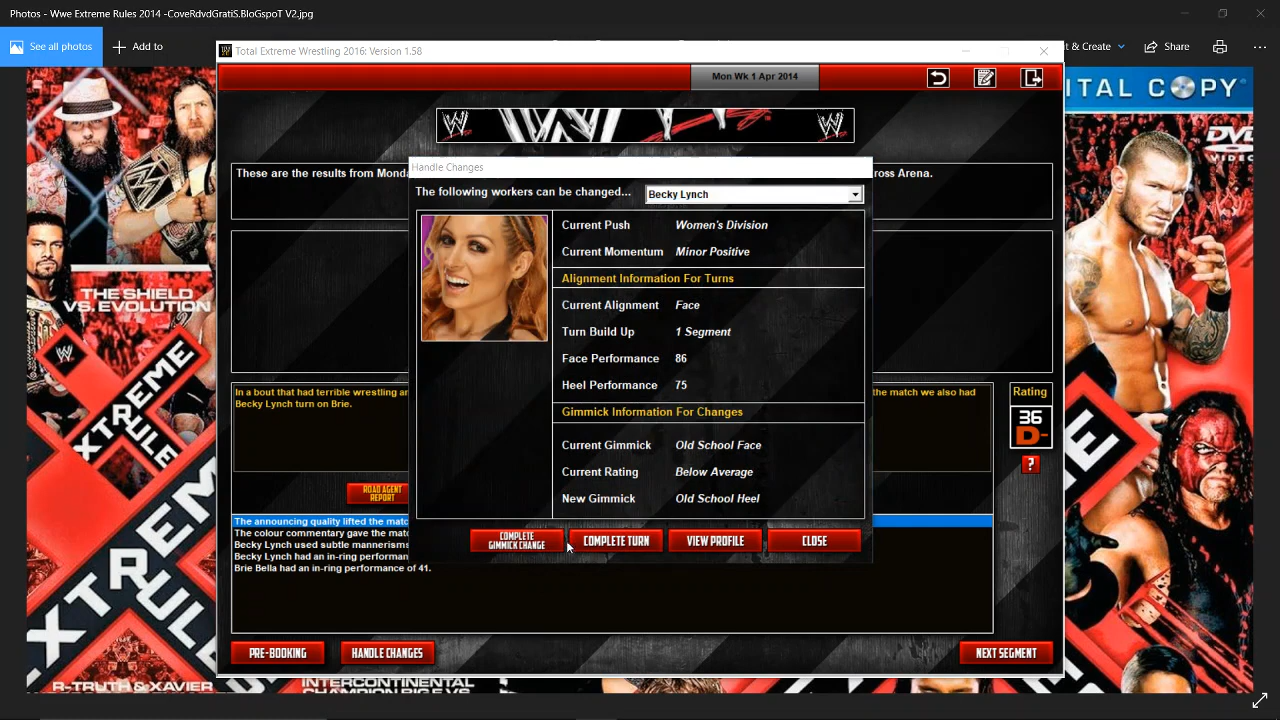 Photos - Wwe Extreme Rules 2014 -CoveRdvdGratiS.BloGspoT V2.jpg
See all photos
Add to
t & Create
Share
Total Extreme Wrestling 2016: Version 1.58
Mon Wk 1 Apr 2014
These are the results from Monda
ross Arena.
Handle Changes
The following workers can be changed...
Becky Lynch
Current Push Women's Division
Current Momentum Minor Positive
Alignment Information For Turns
Current Alignment Face
Turn Build Up 1 Segment
Face Performance 86
Heel Performance 75
Gimmick Information For Changes
Current Gimmick Old School Face
Current Rating Below Average
New Gimmick Old School Heel
COMPLETE
GIMMICK CHANGE
COMPLETE TURN
VIEW PROFILE
CLOSE
In a bout that had terrible wrestling an
the match we also had
Becky Lynch turn on Brie.
Rating
36
D-
?
ROAD AGENT
REPORT
The announcing quality lifted the matc
The colour commentary gave the matc
Becky Lynch used subtle mannerisms
Becky Lynch had an in-ring performan
Brie Bella had an in-ring performance of 41.
PRE-BOOKING
HANDLE CHANGES
NEXT SEGMENT
THE SHIELD
VS. EVOLUTION
EXTREME
RULE
R-TRUTH & XAVIER
INTERCONTINENTAL
CHAMPION BIG E VS
ITAL COPY
DVD
VIDEO